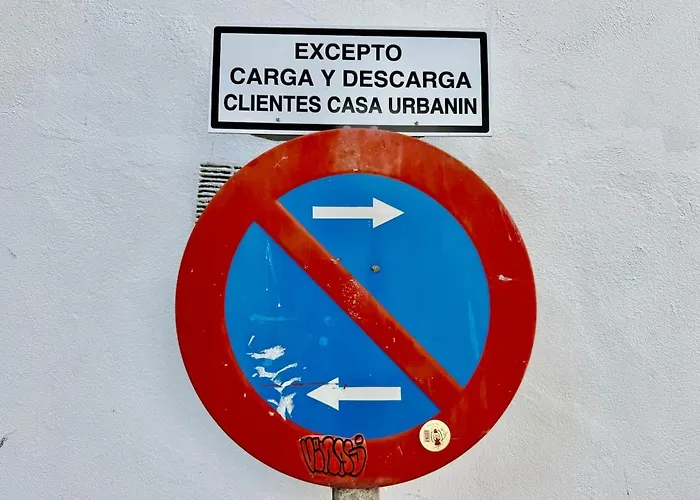 EXCEPTO
CARGA Y DESCARGA
CLIENTES CASA URBANIN